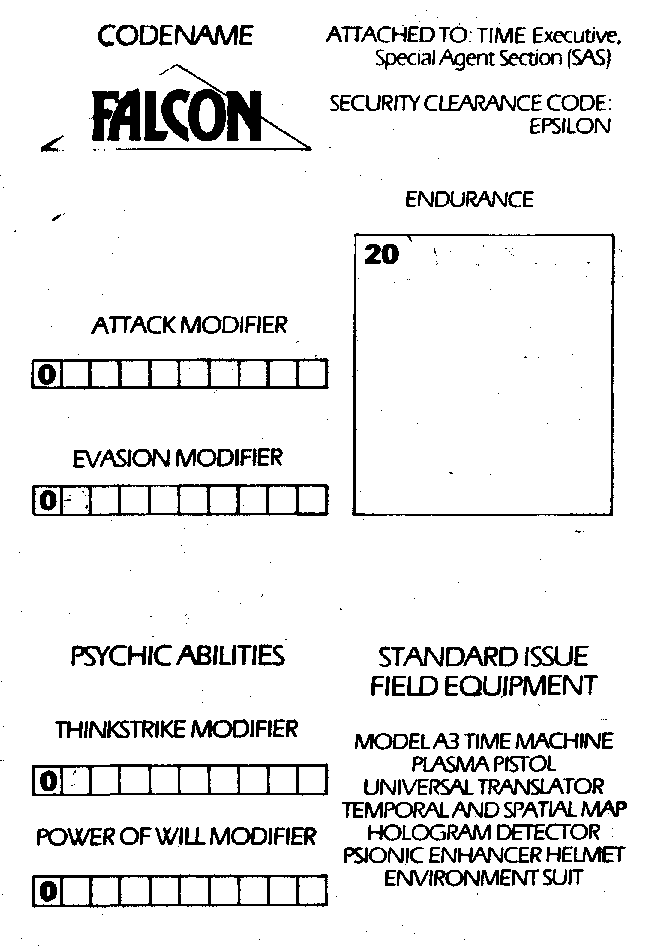 CODENAME
FALCON
ATTACHED TO: TIME Executive,
Special Agent Section (SAS)
SECURITY CLEARANCE CODE:
EPSILON
ENDURANCE
20
ATTACK MODIFIER
0
EVASION MODIFIER
0
PSYCHIC ABILITIES
THINKSTRIKE MODIFIER
0
POWER OF WILL MODIFIER
0
STANDARD ISSUE
FIELD EQUIPMENT
MODEL A3 TIME MACHINE
PLASMA PISTOL
UNIVERSAL TRANSLATOR
TEMPORAL AND SPATIAL MAP
HOLOGRAM DETECTOR
PSIONIC ENHANCER HELMET
ENVIRONMENT SUIT